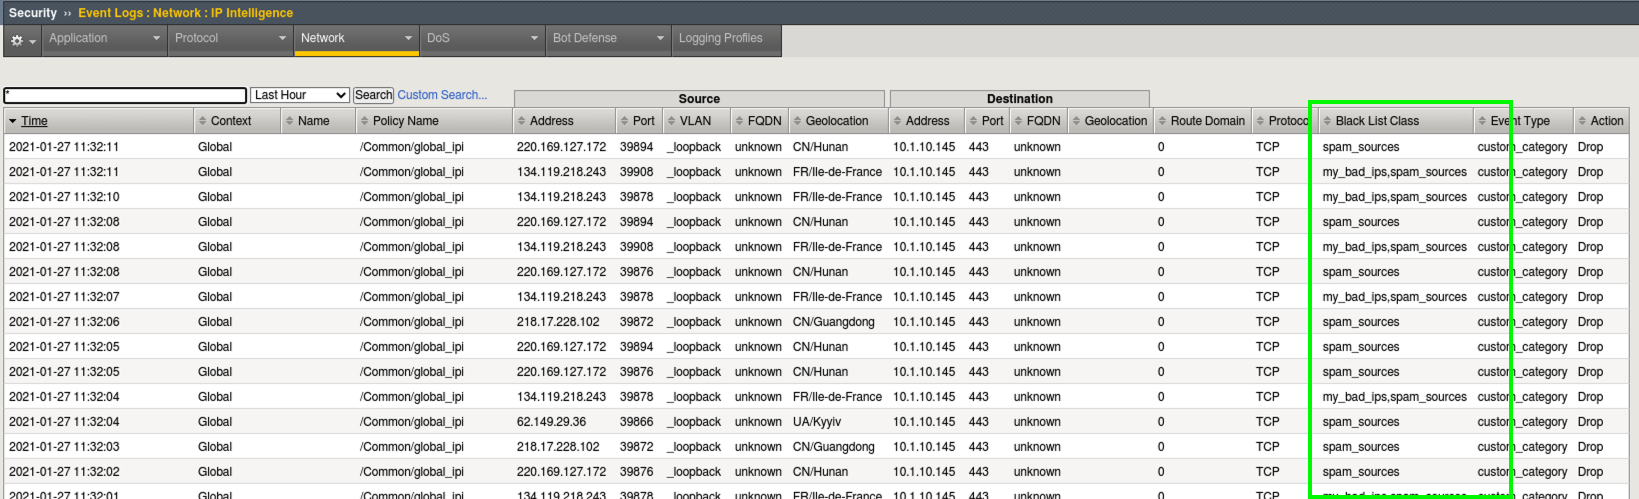 Security ›› Event Logs : Network : IP Intelligence
Application Protocol Network DoS Bot Defense Logging Profiles
* Last Hour Search Custom Search...
Source Destination
Time Context Name Policy Name Address Port VLAN FQDN Geolocation Address Port FQDN Geolocation Route Domain Protoco Black List Class Event Type Action
2021-01-27 11:32:11 Global /Common/global_ipi 220.169.127.172 39894 _loopback unknown CN/Hunan 10.1.10.145 443 unknown 0 TCP spam_sources custom_category Drop
2021-01-27 11:32:11 Global /Common/global_ipi 134.119.218.243 39908 _loopback unknown FR/Ile-de-France 10.1.10.145 443 unknown 0 TCP my_bad_ips,spam_sources custom_category Drop
2021-01-27 11:32:10 Global /Common/global_ipi 134.119.218.243 39878 _loopback unknown FR/Ile-de-France 10.1.10.145 443 unknown 0 TCP my_bad_ips,spam_sources custom_category Drop
2021-01-27 11:32:08 Global /Common/global_ipi 220.169.127.172 39894 _loopback unknown CN/Hunan 10.1.10.145 443 unknown 0 TCP spam_sources custom_category Drop
2021-01-27 11:32:08 Global /Common/global_ipi 134.119.218.243 39908 _loopback unknown FR/Ile-de-France 10.1.10.145 443 unknown 0 TCP my_bad_ips,spam_sources custom_category Drop
2021-01-27 11:32:08 Global /Common/global_ipi 220.169.127.172 39876 _loopback unknown CN/Hunan 10.1.10.145 443 unknown 0 TCP spam_sources custom_category Drop
2021-01-27 11:32:07 Global /Common/global_ipi 134.119.218.243 39878 _loopback unknown FR/Ile-de-France 10.1.10.145 443 unknown 0 TCP my_bad_ips,spam_sources custom_category Drop
2021-01-27 11:32:06 Global /Common/global_ipi 218.17.228.102 39872 _loopback unknown CN/Guangdong 10.1.10.145 443 unknown 0 TCP spam_sources custom_category Drop
2021-01-27 11:32:05 Global /Common/global_ipi 220.169.127.172 39894 _loopback unknown CN/Hunan 10.1.10.145 443 unknown 0 TCP spam_sources custom_category Drop
2021-01-27 11:32:05 Global /Common/global_ipi 220.169.127.172 39876 _loopback unknown CN/Hunan 10.1.10.145 443 unknown 0 TCP spam_sources custom_category Drop
2021-01-27 11:32:04 Global /Common/global_ipi 134.119.218.243 39878 _loopback unknown FR/Ile-de-France 10.1.10.145 443 unknown 0 TCP my_bad_ips,spam_sources custom_category Drop
2021-01-27 11:32:04 Global /Common/global_ipi 62.149.29.36 39866 _loopback unknown UA/Kyyiv 10.1.10.145 443 unknown 0 TCP spam_sources custom_category Drop
2021-01-27 11:32:03 Global /Common/global_ipi 218.17.228.102 39872 _loopback unknown CN/Guangdong 10.1.10.145 443 unknown 0 TCP spam_sources custom_category Drop
2021-01-27 11:32:02 Global /Common/global_ipi 220.169.127.172 39876 _loopback unknown CN/Hunan 10.1.10.145 443 unknown 0 TCP spam_sources custom_category Drop
2021-01-27 11:32:01 Global /Common/global_ipi 134.119.218.243 39878 _loopback unknown FR/Ile-de-France 10.1.10.145 443 unknown 0 TCP my_bad_ips,spam_sources custom_category Drop